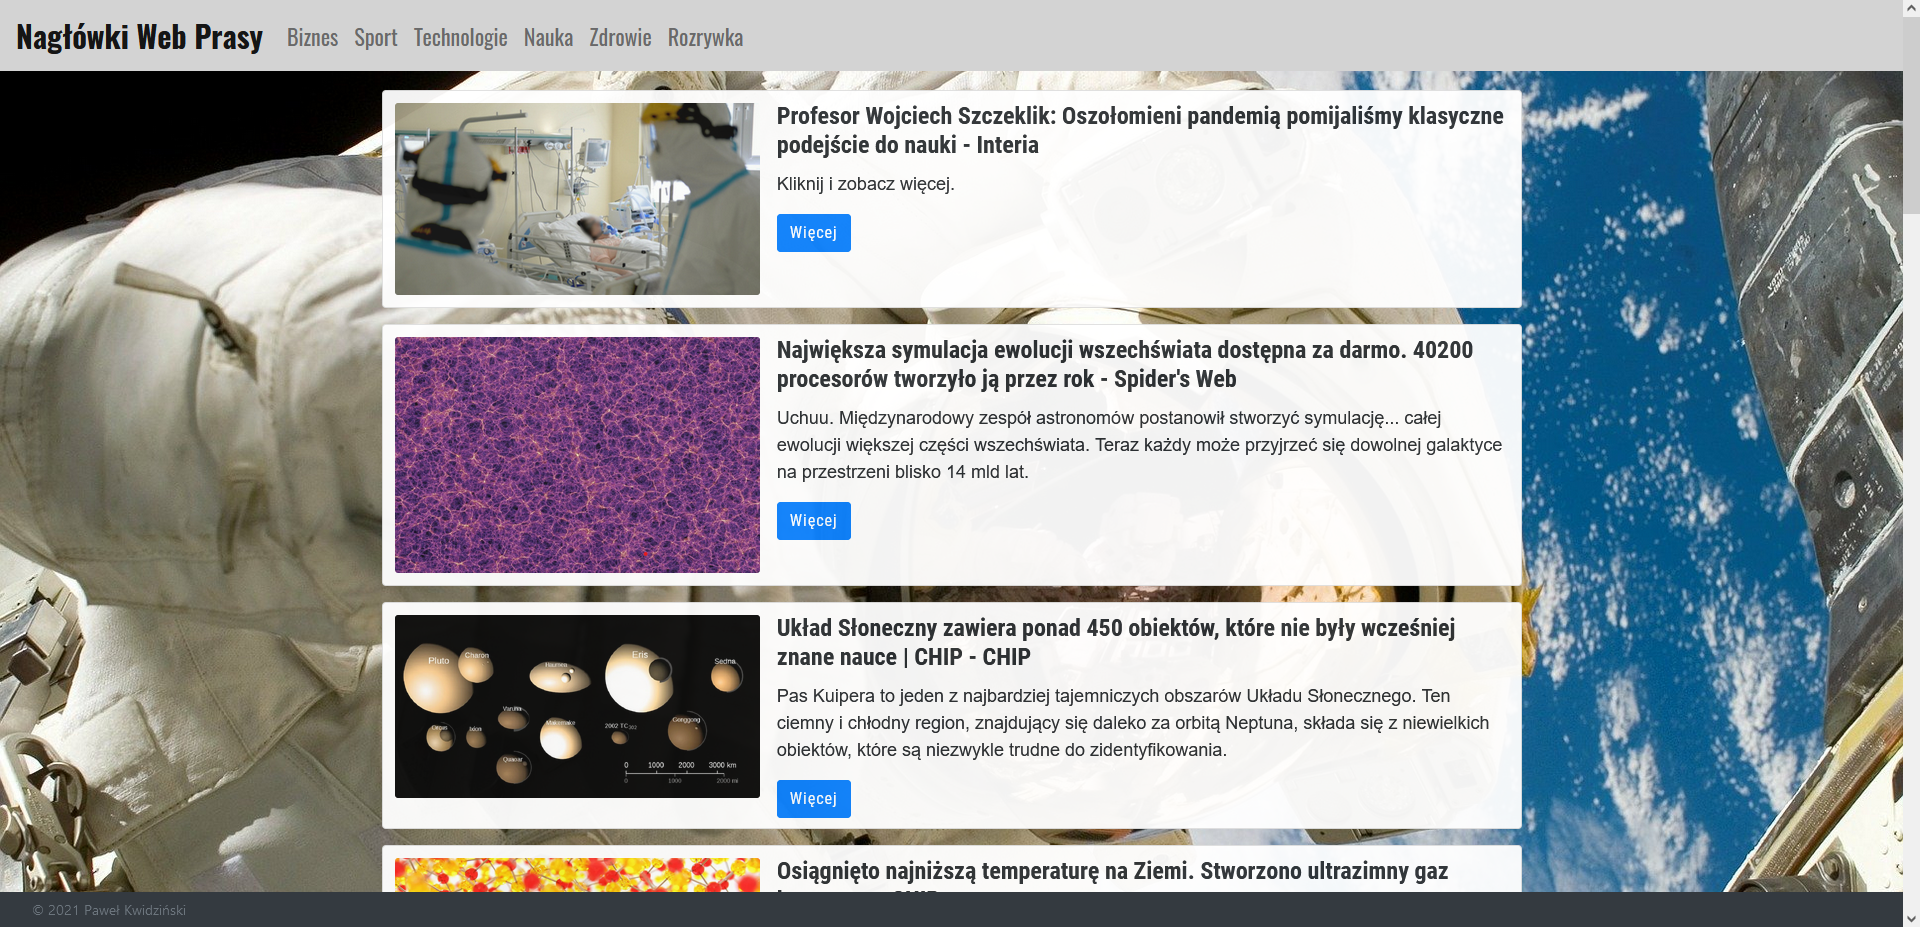 Nagłówki Web Prasy Biznes Sport Technologie Nauka Zdrowie Rozrywka
Profesor Wojciech Szczeklik: Oszołomieni pandemią pomijaliśmy klasyczne
podejście do nauki - Interia
Kliknij i zobacz więcej.
Więcej
Największa symulacja ewolucji wszechświata dostępna za darmo. 40200
procesorów tworzyło ją przez rok - Spider's Web
Uchuu. Międzynarodowy zespół astronomów postanowił stworzyć symulację... całej
ewolucji większej części wszechświata. Teraz każdy może przyjrzeć się dowolnej galaktyce
na przestrzeni blisko 14 mld lat.
Więcej
Pluto Charon Haumea Eris Sedna
Varuna Makemake 2002 TC302 Gonggong
Orcus Ixion
Quaoar
0 1000 2000 3000 km
0 1000 2000 mi
Układ Słoneczny zawiera ponad 450 obiektów, które nie były wcześniej
znane nauce | CHIP - CHIP
Pas Kuipera to jeden z najbardziej tajemniczych obszarów Układu Słonecznego. Ten
ciemny i chłodny region, znajdujący się daleko za orbitą Neptuna, składa się z niewielkich
obiektów, które są niezwykle trudne do zidentyfikowania.
Więcej
Osiągnięto najniższą temperaturę na Ziemi. Stworzono ultrazimny gaz
© 2021 Paweł Kwidziński